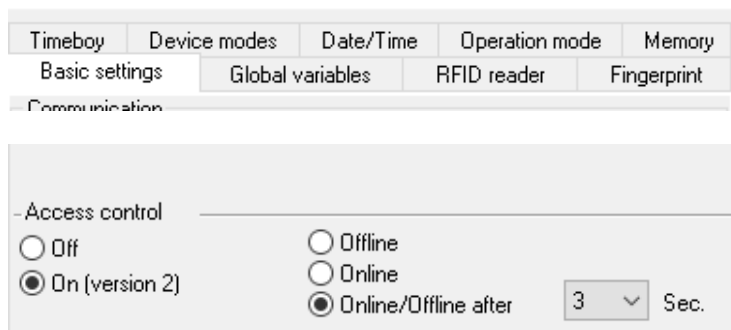 Timeboy Device modes Date/Time Operation mode Memory
Basic settings Global variables RFID reader Fingerprint
Communication
Access control
Off
On (version 2)
Offline
Online
Online/Offline after 3 Sec.